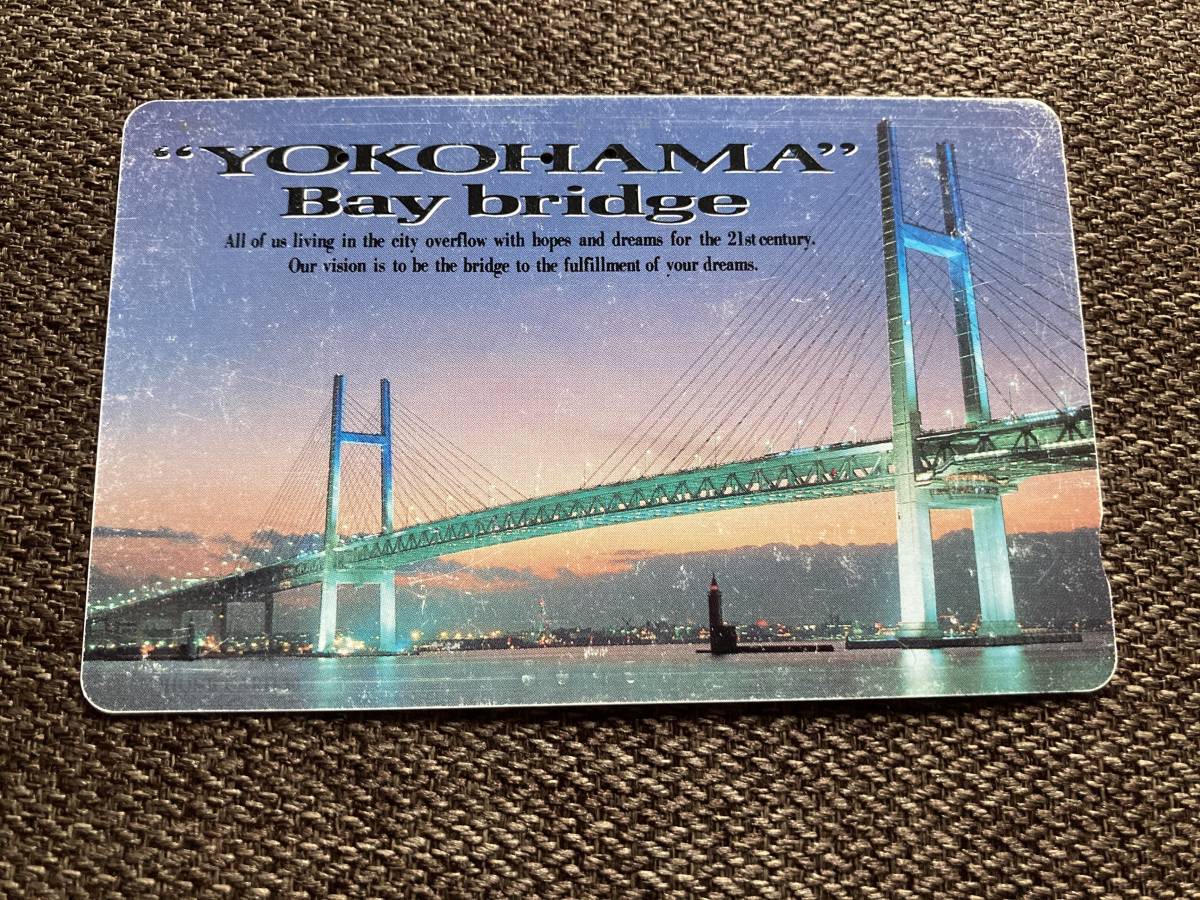 “YOKOHAMA”
Bay bridge
All of us living in the city overflow with hopes and dreams for the 21st century.
Our vision is to be the bridge to the fulfillment of your dreams.